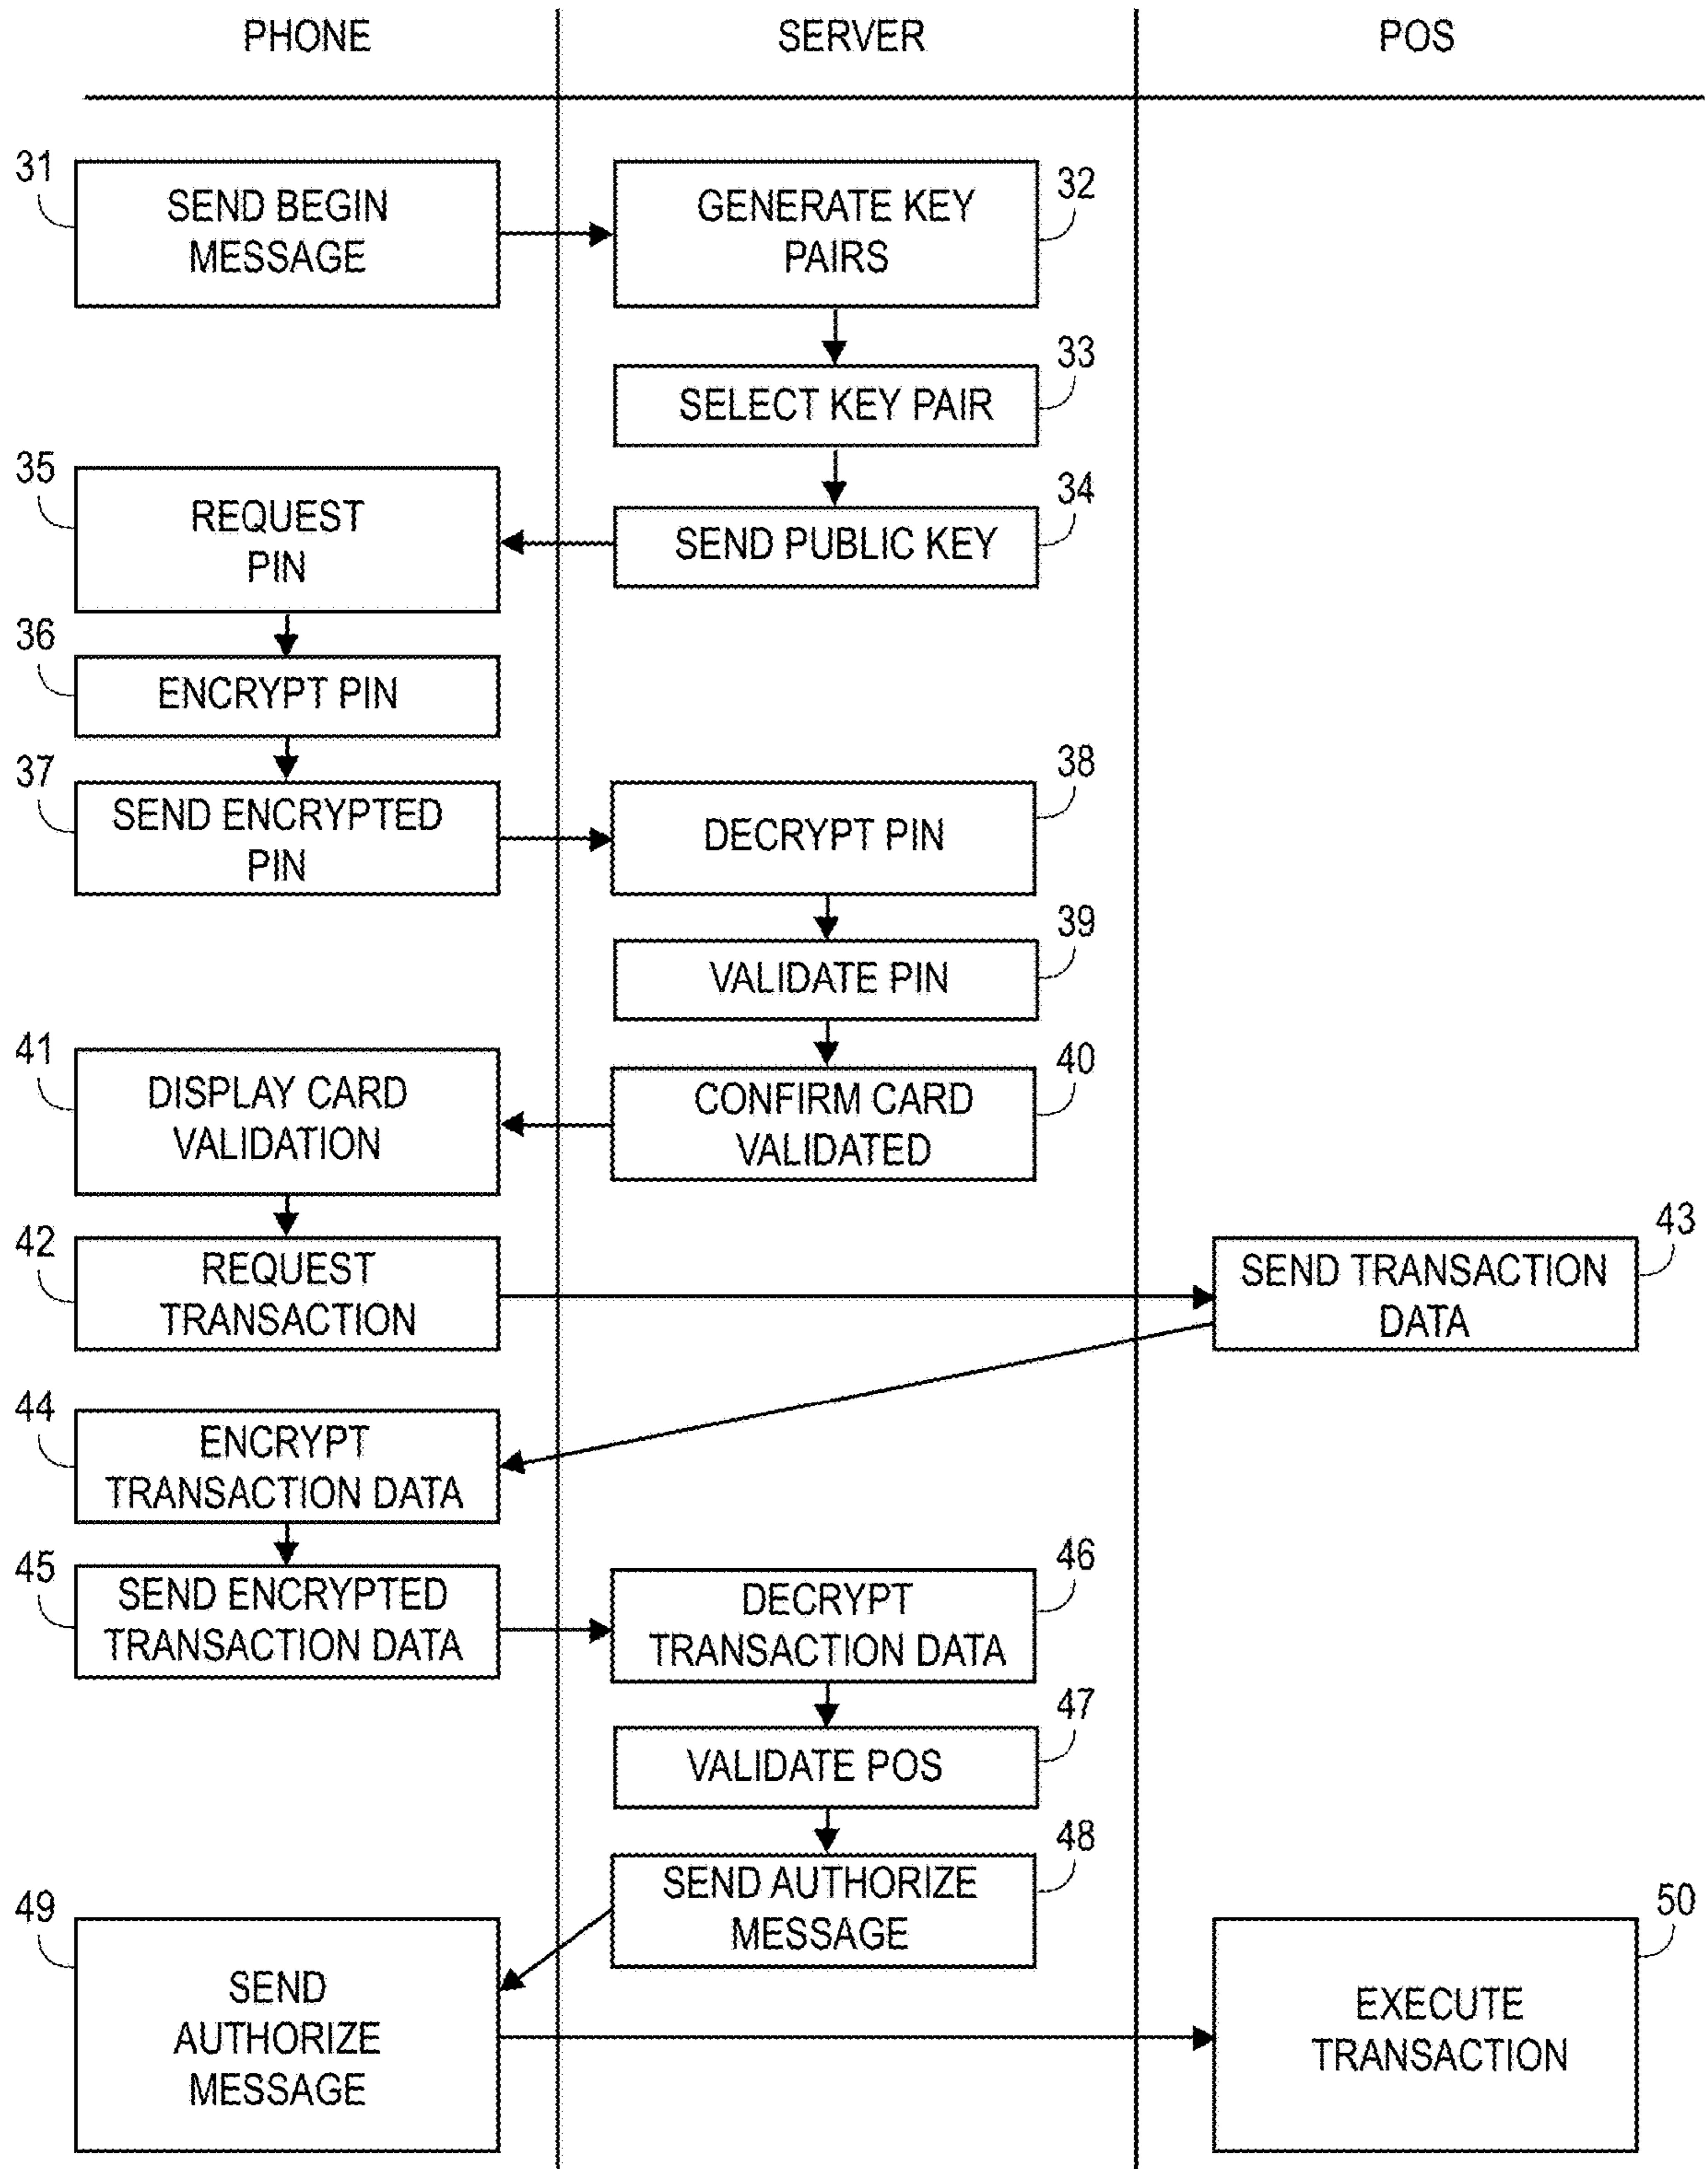 PHONE
SERVER
POS
31
SEND BEGIN
MESSAGE
32
GENERATE KEY
PAIRS
33
SELECT KEY PAIR
34
SEND PUBLIC KEY
35
REQUEST
PIN
36
ENCRYPT PIN
37
SEND ENCRYPTED
PIN
38
DECRYPT PIN
39
VALIDATE PIN
40
CONFIRM CARD
VALIDATED
41
DISPLAY CARD
VALIDATION
42
REQUEST
TRANSACTION
43
SEND TRANSACTION
DATA
44
ENCRYPT
TRANSACTION DATA
45
SEND ENCRYPTED
TRANSACTION DATA
46
DECRYPT
TRANSACTION DATA
47
VALIDATE POS
48
SEND AUTHORIZE
MESSAGE
49
SEND
AUTHORIZE
MESSAGE
50
EXECUTE
TRANSACTION